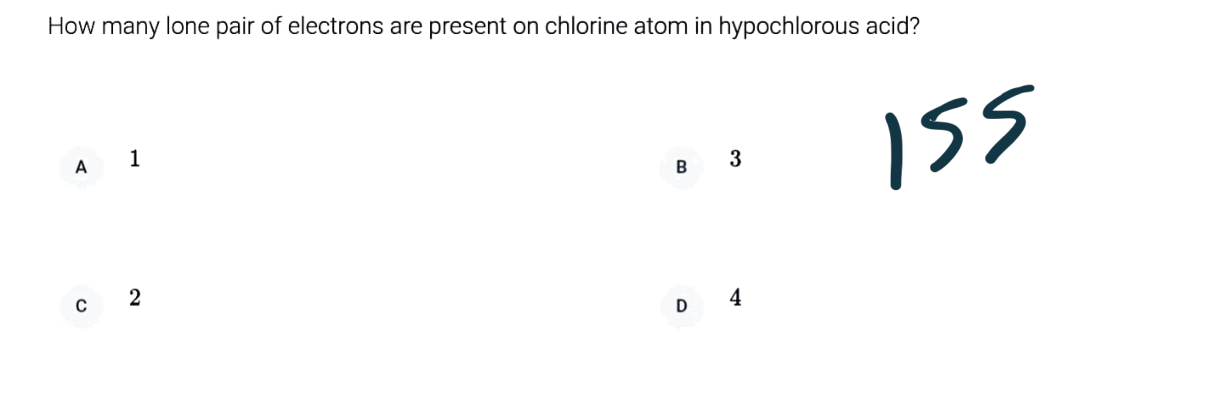 How many lone pair of electrons are present on chlorine atom in hypochlorous acid?
155
A 1
B 3
C 2
D 4